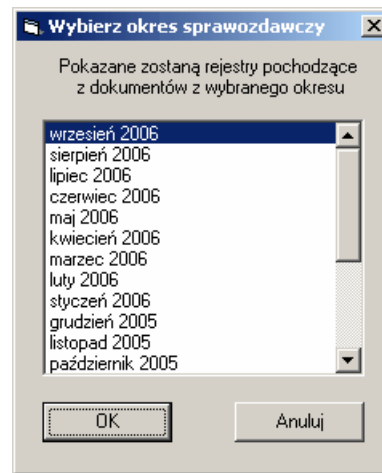 Wybierz okres sprawozdawczy
Pokazane zostaną rejestry pochodzące
z dokumentów z wybranego okresu
wrzesień 2006
sierpień 2006
lipiec 2006
czerwiec 2006
maj 2006
kwiecień 2006
marzec 2006
luty 2006
styczeń 2006
grudzień 2005
listopad 2005
październik 2005
OK
Anuluj